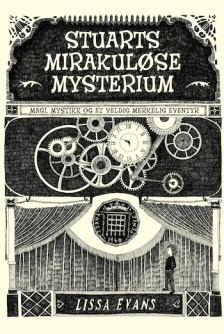 STUARTS
MIRAKULØSE
MYSTERIUM
MAGI, MYSTIKK OG ET VELDIG MERKELIG EVENTYR
LISSA EVANS